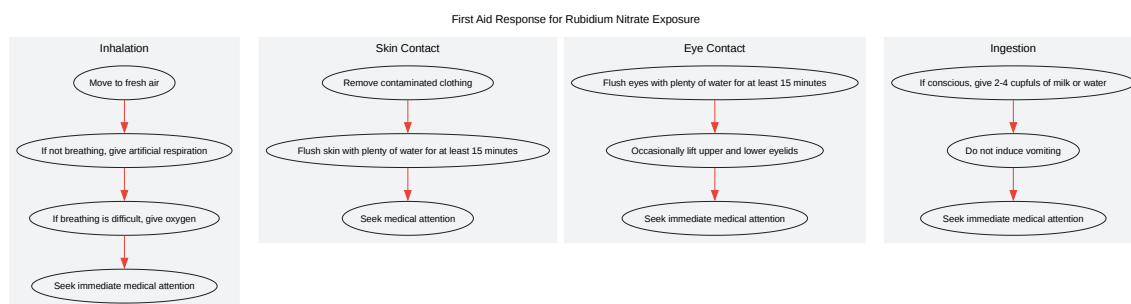 First Aid Response for Rubidium Nitrate Exposure
Inhalation
Move to fresh air
If not breathing, give artificial respiration
If breathing is difficult, give oxygen
Seek immediate medical attention
Skin Contact
Remove contaminated clothing
Flush skin with plenty of water for at least 15 minutes
Seek medical attention
Eye Contact
Flush eyes with plenty of water for at least 15 minutes
Occasionally lift upper and lower eyelids
Seek immediate medical attention
Ingestion
If conscious, give 2-4 cupfuls of milk or water
Do not induce vomiting
Seek immediate medical attention